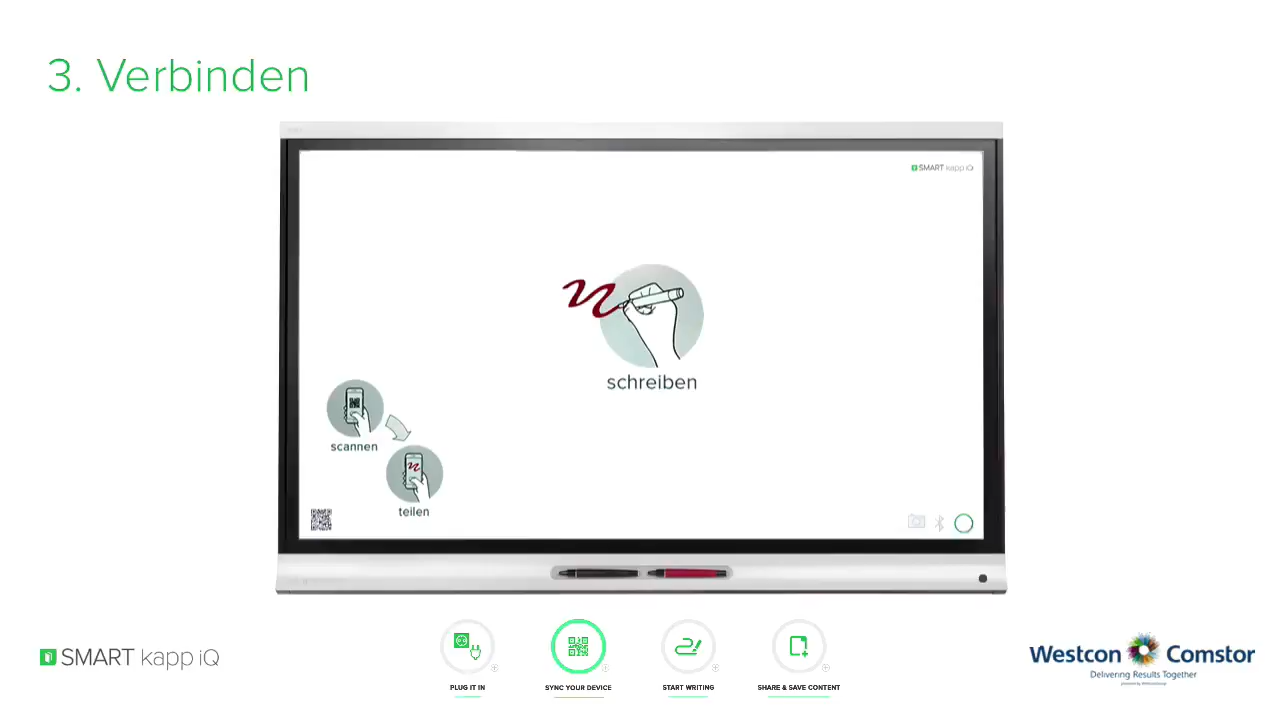 3. Verbinden
SMART kapp iQ
schreiben
scannen
teilen
SMART kapp iQ
PLUG IT IN
SYNC YOUR DEVICE
START WRITING
SHARE & SAVE CONTENT
Westcon Comstor
Delivering Results Together